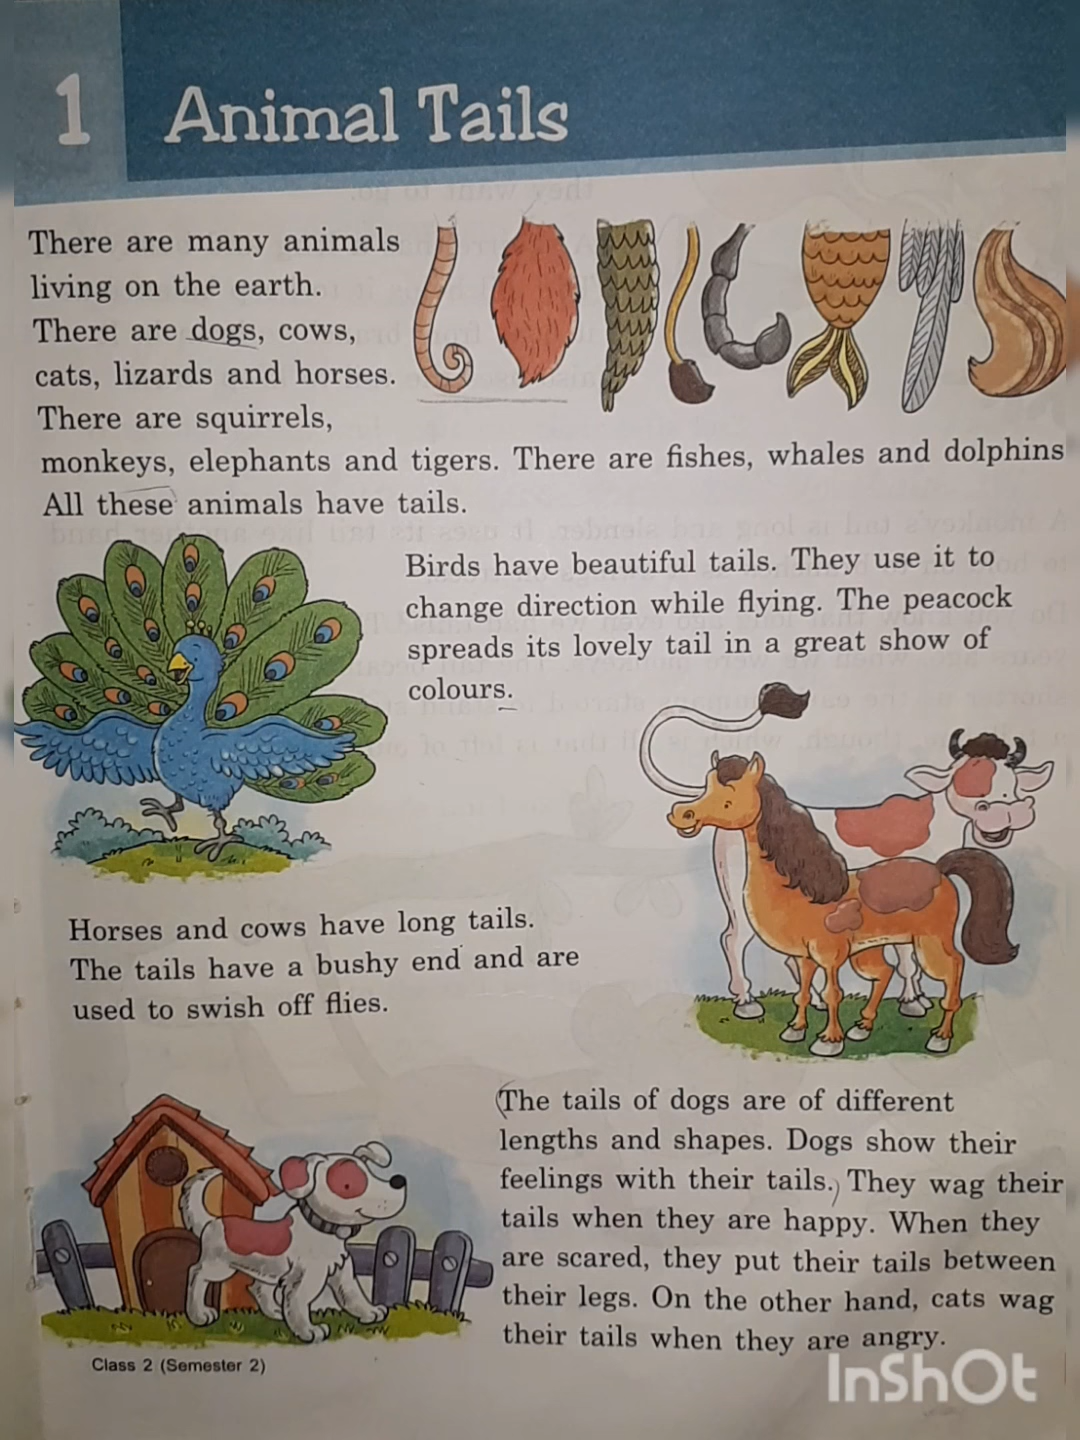 1 Animal Tails
There are many animals
living on the earth.
There are dogs, cows,
cats, lizards and horses.
There are squirrels,
monkeys, elephants and tigers. There are fishes, whales and dolphins
All these animals have tails.
Birds have beautiful tails. They use it to
change direction while flying. The peacock
spreads its lovely tail in a great show of
colours.
Horses and cows have long tails.
The tails have a bushy end and are
used to swish off flies.
The tails of dogs are of different
lengths and shapes. Dogs show their
feelings with their tails. They wag their
tails when they are happy. When they
are scared, they put their tails between
their legs. On the other hand, cats wag
their tails when they are angry.
Class 2 (Semester 2)
InShOt